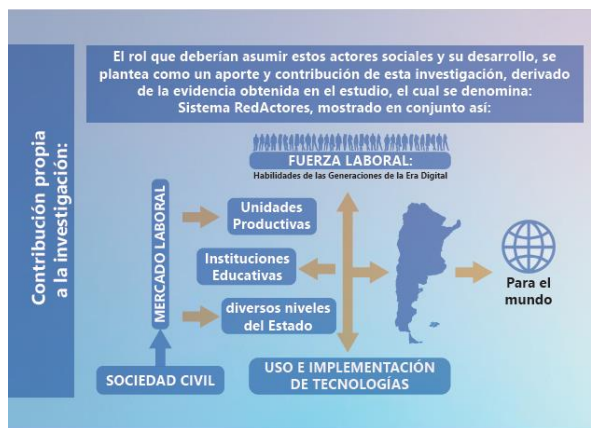 Contribución propia
a la investigación:
El rol que deberían asumir estos actores sociales y su desarrollo, se
plantea como un aporte y contribución de esta investigación, derivado
de la evidencia obtenida en el estudio, el cual se denomina:
Sistema RedActores, mostrado en conjunto así:
FUERZA LABORAL:
Habilidades de las Generaciones de la Era Digital
MERCADO LABORAL
Unidades
Productivas
Instituciones
Educativas
diversos niveles
del Estado
Para el
mundo
SOCIEDAD CIVIL
USO E IMPLEMENTACIÓN
DE TECNOLOGÍAS